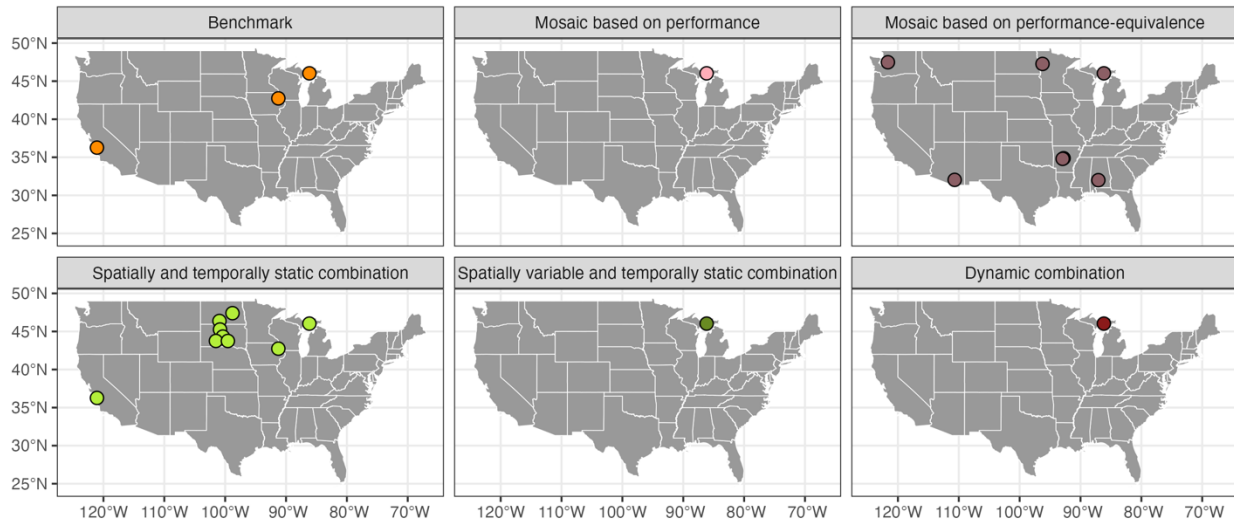 Benchmark
Mosaic based on performance
Mosaic based on performance-equivalence
50°N
45°N
40°N
35°N
30°N
25°N
Spatially and temporally static combination
Spatially variable and temporally static combination
Dynamic combination
50°N
45°N
40°N
35°N
30°N
25°N
120°W 110°W 100°W 90°W 80°W 70°W
120°W 110°W 100°W 90°W 80°W 70°W
120°W 110°W 100°W 90°W 80°W 70°W